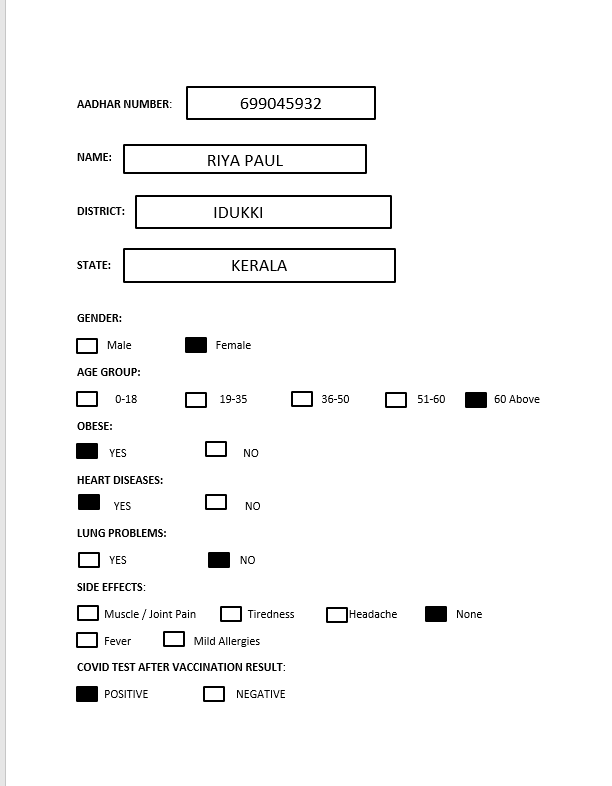 AADHAR NUMBER: 699045932
NAME: RIYA PAUL
DISTRICT: IDUKKI
STATE: KERALA
GENDER:
Male Female
AGE GROUP:
0-18 19-35 36-50 51-60 60 Above
OBESE:
YES NO
HEART DISEASES:
YES NO
LUNG PROBLEMS:
YES NO
SIDE EFFECTS:
Muscle / Joint Pain Tiredness Headache None
Fever Mild Allergies
COVID TEST AFTER VACCINATION RESULT:
POSITIVE NEGATIVE